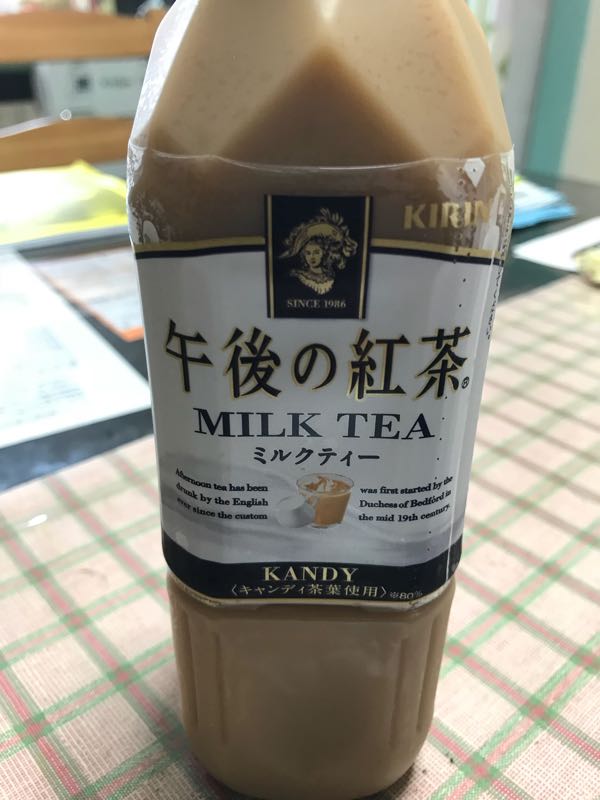 KIRIN
SINCE 1986
午後の紅茶®
MILK TEA
ミルクティー
Afternoon tea has been
drunk by the English
ever since the custom
was first started by the
Duchess of Bedford in
the mid 19th century.
KANDY
〈キャンディ茶葉使用〉※80%